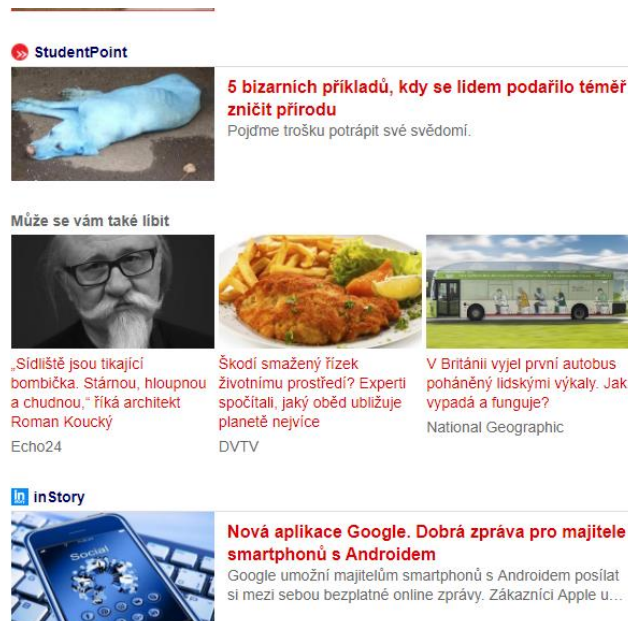 StudentPoint
5 bizarních příkladů, kdy se lidem podařilo téměř
zničit přírodu
Pojďme trošku potrápit své svědomí.
Může se vám také líbit
„Sídliště jsou tikající
bombička. Stárnou, hloupnou
a chudnou,“ říká architekt
Roman Koucký
Echo24
Škodí smažený řízek
životnímu prostředí? Experti
spočítali, jaký oběd ubližuje
planetě nejvíce
DVTV
V Británii vyjel první autobus
poháněný lidskými výkaly. Jak
vypadá a funguje?
National Geographic
in inStory
Social
Nová aplikace Google. Dobrá zpráva pro majitele
smartphonů s Androidem
Google umožní majitelům smartphonů s Androidem posílat
si mezi sebou bezplatné online zprávy. Zákazníci Apple u…